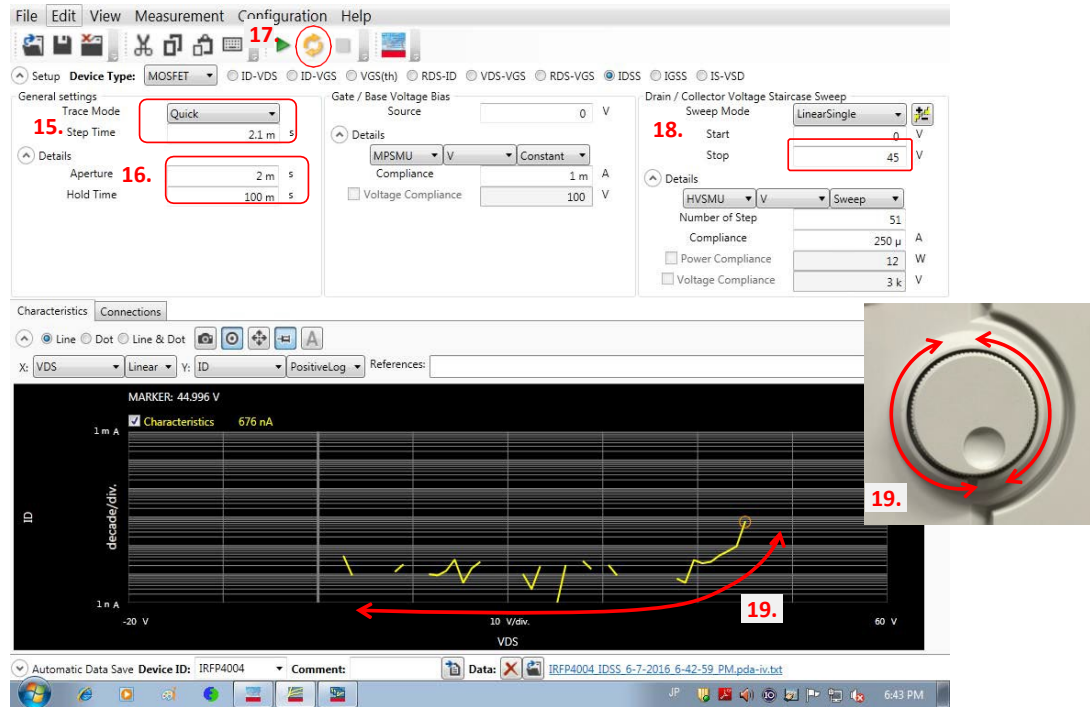 File Edit View Measurement Configuration Help
17.
Setup Device Type: MOSFET ID-VDS ID-VGS VGS(th) RDS-ID VDS-VGS RDS-VGS IDSS IGSS IS-VSD
General settings
Trace Mode Quick
15. Step Time 2.1 m s
Details
16.
Aperture 2 m s
Hold Time 100 m s
Gate / Base Voltage Bias
Source 0 V
Details
MPSMU V Constant
Compliance 1 m A
Voltage Compliance 100 V
Drain / Collector Voltage Staircase Sweep
Sweep Mode LinearSingle
18. Start 0 V
Stop 45 V
Details
HVSMU V Sweep
Number of Step 51
Compliance 250 μ A
Power Compliance 12 W
Voltage Compliance 3 k V
Characteristics Connections
Line Dot Line & Dot A
X: VDS Linear Y: ID PositiveLog References:
MARKER: 44.996 V
Characteristics 676 nA
1 m A
ID
decade/div.
1 n A
-20 V 10 V/div. 60 V
VDS
19.
19.
Automatic Data Save Device ID: IRFP4004 Comment: Data: IRFP4004 IDSS_6-7-2016_6-42-59_PM.pda-iv.txt
JP 6:43 PM